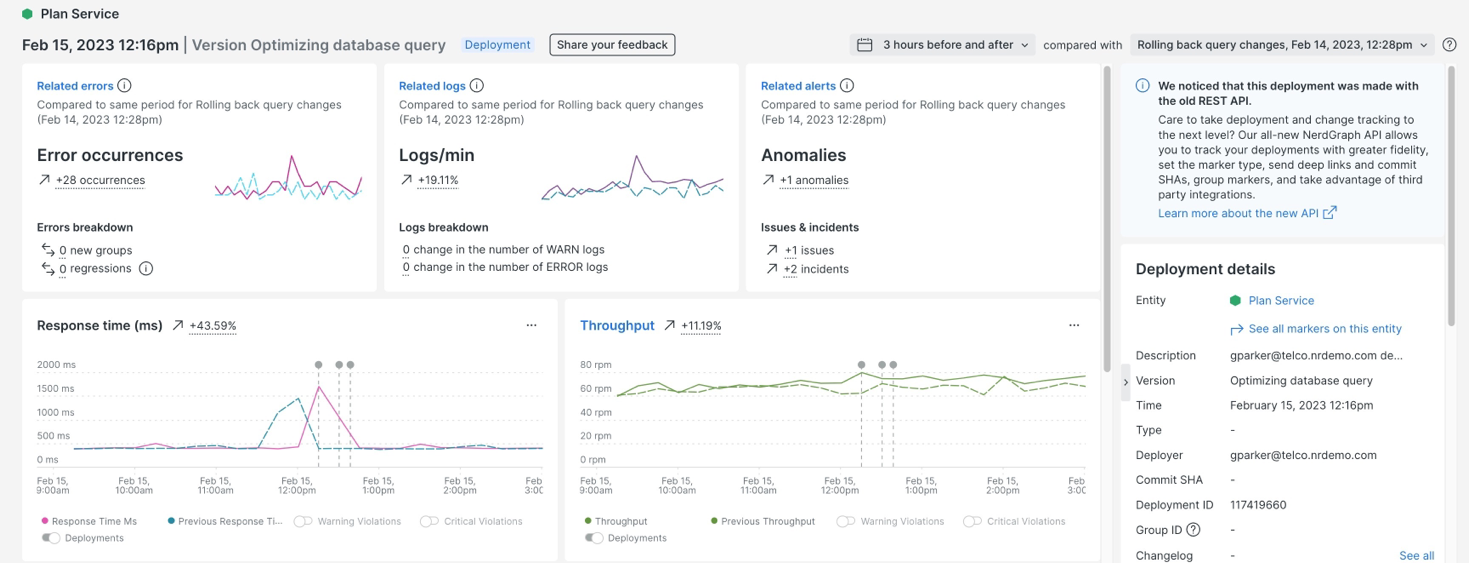 Plan Service
Feb 15, 2023 12:16pm | Version Optimizing database query
Deployment
Share your feedback
3 hours before and after
compared with
Rolling back query changes, Feb 14, 2023, 12:28pm
Related errors
Compared to same period for Rolling back query changes
(Feb 14, 2023 12:28pm)
Error occurrences
+28 occurrences
Errors breakdown
0 new groups
0 regressions
Related logs
Compared to same period for Rolling back query changes
(Feb 14, 2023 12:28pm)
Logs/min
+19.11%
Logs breakdown
0 change in the number of WARN logs
0 change in the number of ERROR logs
Related alerts
Compared to same period for Rolling back query changes
(Feb 14, 2023 12:28pm)
Anomalies
+1 anomalies
Issues & incidents
+1 issues
+2 incidents
Response time (ms)
+43.59%
...
2000 ms
1500 ms
1000 ms
500 ms
0 ms
Feb 15, 9:00am
Feb 15, 10:00am
Feb 15, 11:00am
Feb 15, 12:00pm
Feb 15, 1:00pm
Feb 15, 2:00pm
Feb 3:00
Response Time Ms
Previous Response Ti...
Warning Violations
Critical Violations
Deployments
Throughput
+11.19%
...
80 rpm
60 rpm
40 rpm
20 rpm
0 rpm
Feb 15, 9:00am
Feb 15, 10:00am
Feb 15, 11:00am
Feb 15, 12:00pm
Feb 15, 1:00pm
Feb 15, 2:00pm
Feb 3:00
Throughput
Previous Throughput
Warning Violations
Critical Violations
Deployments
We noticed that this deployment was made with
the old REST API.
Care to take deployment and change tracking to
the next level? Our all-new NerdGraph API allows
you to track your deployments with greater fidelity,
set the marker type, send deep links and commit
SHAs, group markers, and take advantage of third
party integrations.
Learn more about the new API
Deployment details
Entity
Plan Service
See all markers on this entity
Description
gparker@telco.nrdemo.com de...
Version
Optimizing database query
Time
February 15, 2023 12:16pm
Type
-
Deployer
gparker@telco.nrdemo.com
Commit SHA
-
Deployment ID
117419660
Group ID
-
Changelog
-
See all